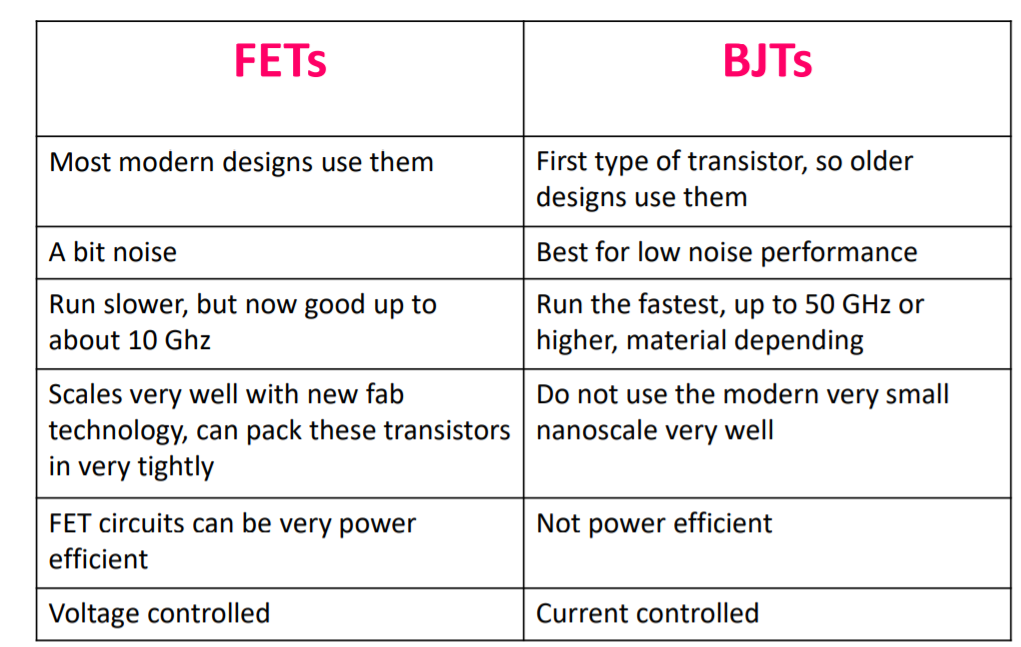 FETs
BJTs
Most modern designs use them
First type of transistor, so older
designs use them
A bit noise
Best for low noise performance
Run slower, but now good up to
about 10 Ghz
Run the fastest, up to 50 GHz or
higher, material depending
Scales very well with new fab
technology, can pack these transistors
in very tightly
Do not use the modern very small
nanoscale very well
FET circuits can be very power
efficient
Not power efficient
Voltage controlled
Current controlled